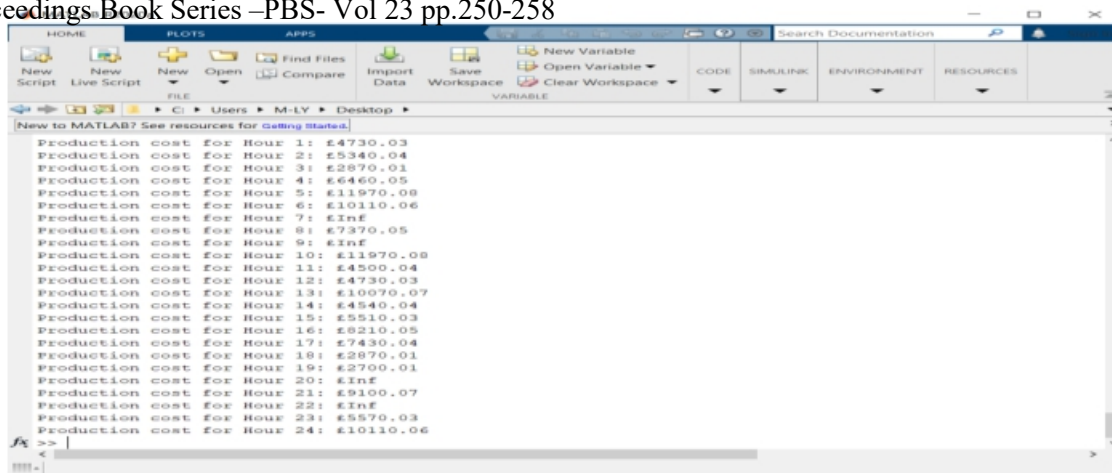 eedings Book Series –PBS- Vol 23 pp.250-258
HOME PLOTS APPS Search Documentation
New Script New Live Script New Open Find Files Compare Import Data Save Workspace New Variable Open Variable Clear Workspace CODE SIMULINK ENVIRONMENT RESOURCES
FILE VARIABLE
C: Users M-LY Desktop
New to MATLAB? See resources for Getting Started.
Production cost for Hour 1: £4730.03
Production cost for Hour 2: £5340.04
Production cost for Hour 3: £2870.01
Production cost for Hour 4: £6460.05
Production cost for Hour 5: £11970.08
Production cost for Hour 6: £10110.06
Production cost for Hour 7: £Inf
Production cost for Hour 8: £7370.05
Production cost for Hour 9: £Inf
Production cost for Hour 10: £11970.08
Production cost for Hour 11: £4500.04
Production cost for Hour 12: £4730.03
Production cost for Hour 13: £10070.07
Production cost for Hour 14: £4540.04
Production cost for Hour 15: £5510.03
Production cost for Hour 16: £8210.05
Production cost for Hour 17: £7430.04
Production cost for Hour 18: £2870.01
Production cost for Hour 19: £2700.01
Production cost for Hour 20: £Inf
Production cost for Hour 21: £9100.07
Production cost for Hour 22: £Inf
Production cost for Hour 23: £5570.03
Production cost for Hour 24: £10110.06
fx >>